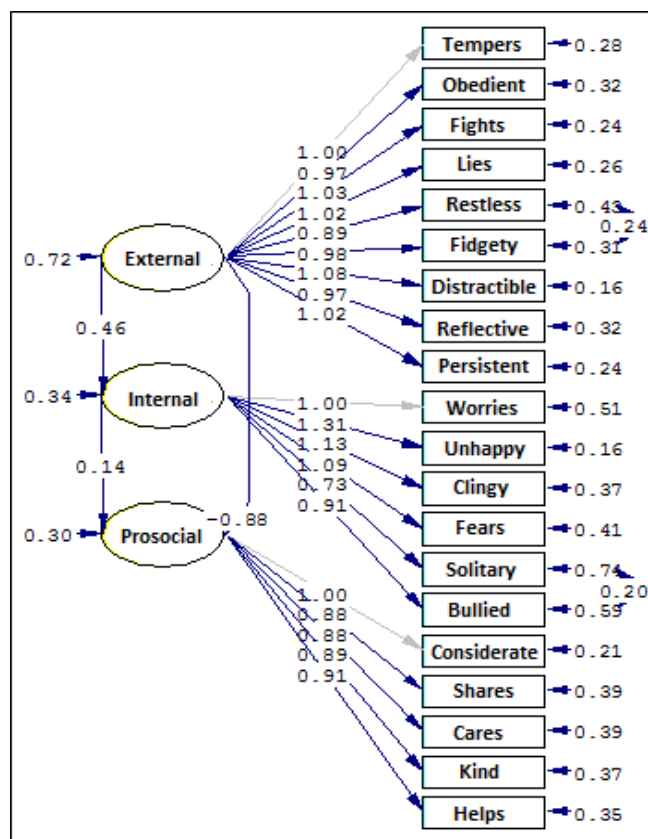 Tempers 0.28
Obedient 0.32
Fights 0.24
1.00
0.97 Lies 0.26
1.03
1.02 Restless 0.43
0.89 0.24
0.72 External 0.98 Fidgety 0.31
1.08 Distractible 0.16
0.97
1.02 Reflective 0.32
0.46
Persistent 0.24
0.34 Internal 1.00 Worries 0.51
1.31 Unhappy 0.16
1.13
1.09 Clingy 0.37
0.14 0.73
0.91 Fears 0.41
0.30 Prosocial -0.88 Solitary 0.74
0.20
1.00 Bullied 0.59
0.88
0.88 Considerate 0.21
0.89
0.91 Shares 0.39
Cares 0.39
Kind 0.37
Helps 0.35